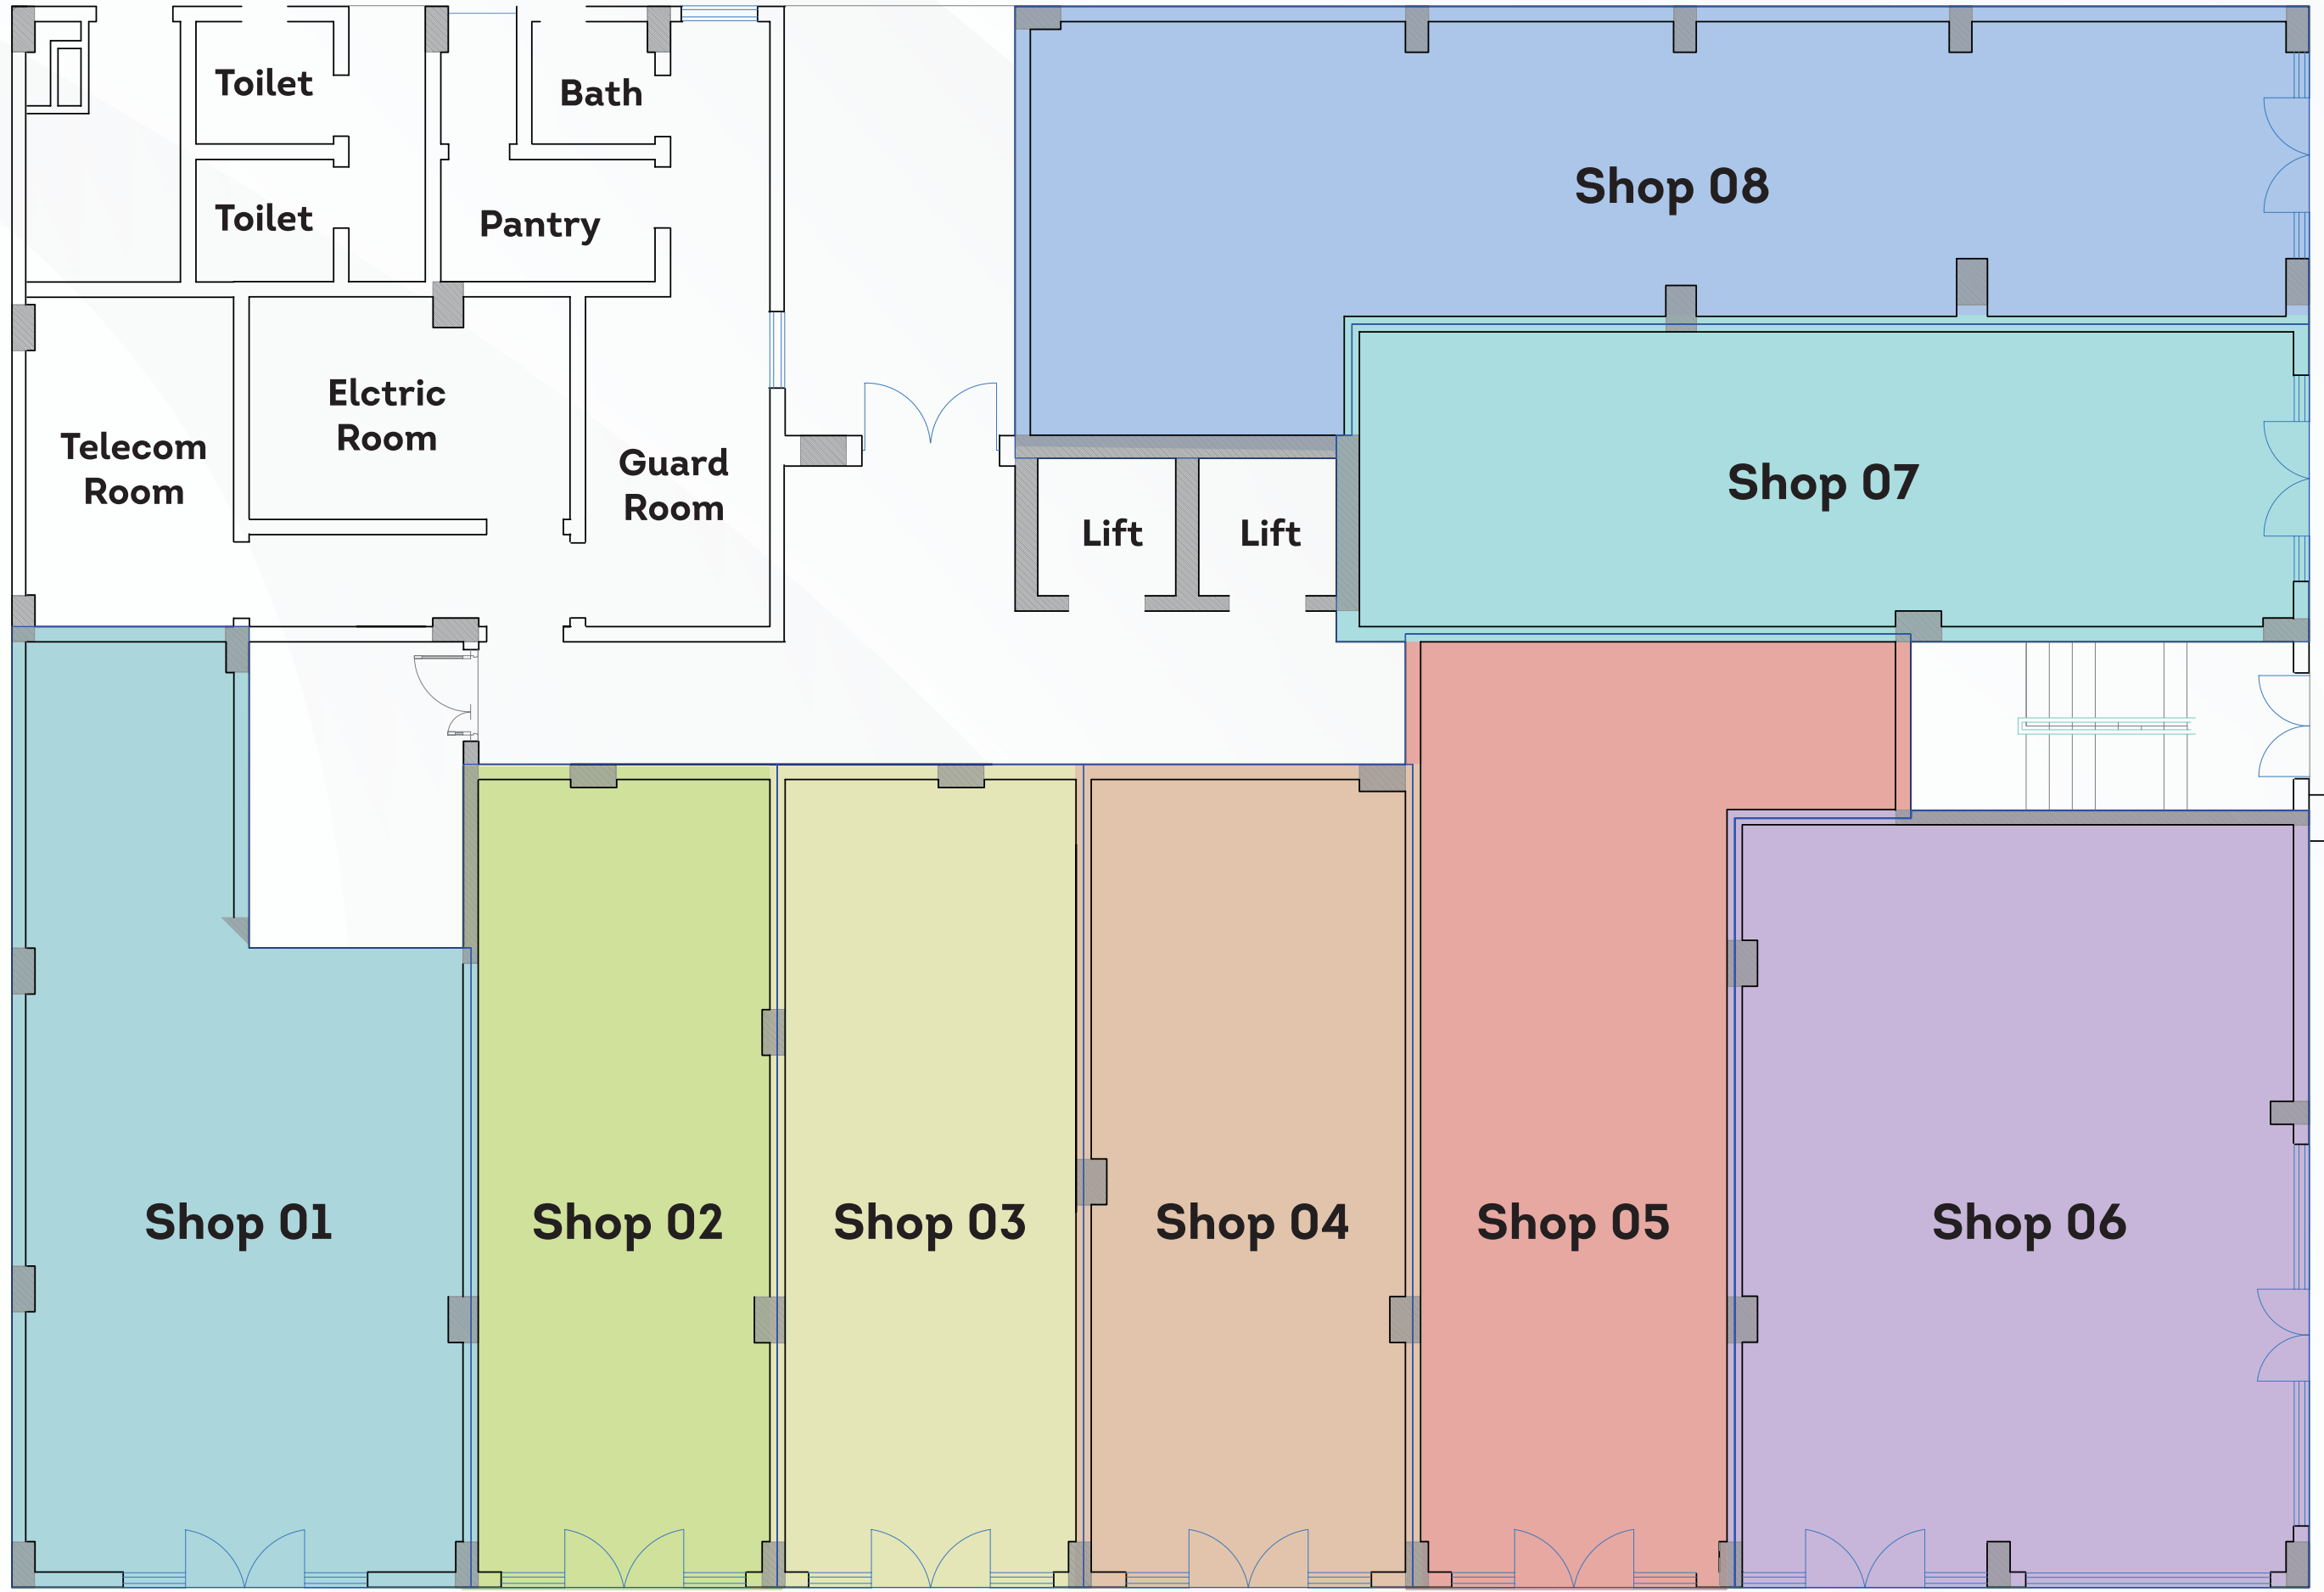 Toilet
Bath
Shop 08
Toilet
Pantry
Elctric
Room
Telecom
Room
Guard
Room
Shop 07
Lift
Lift
Shop 01
Shop 02
Shop 03
Shop 04
Shop 05
Shop 06